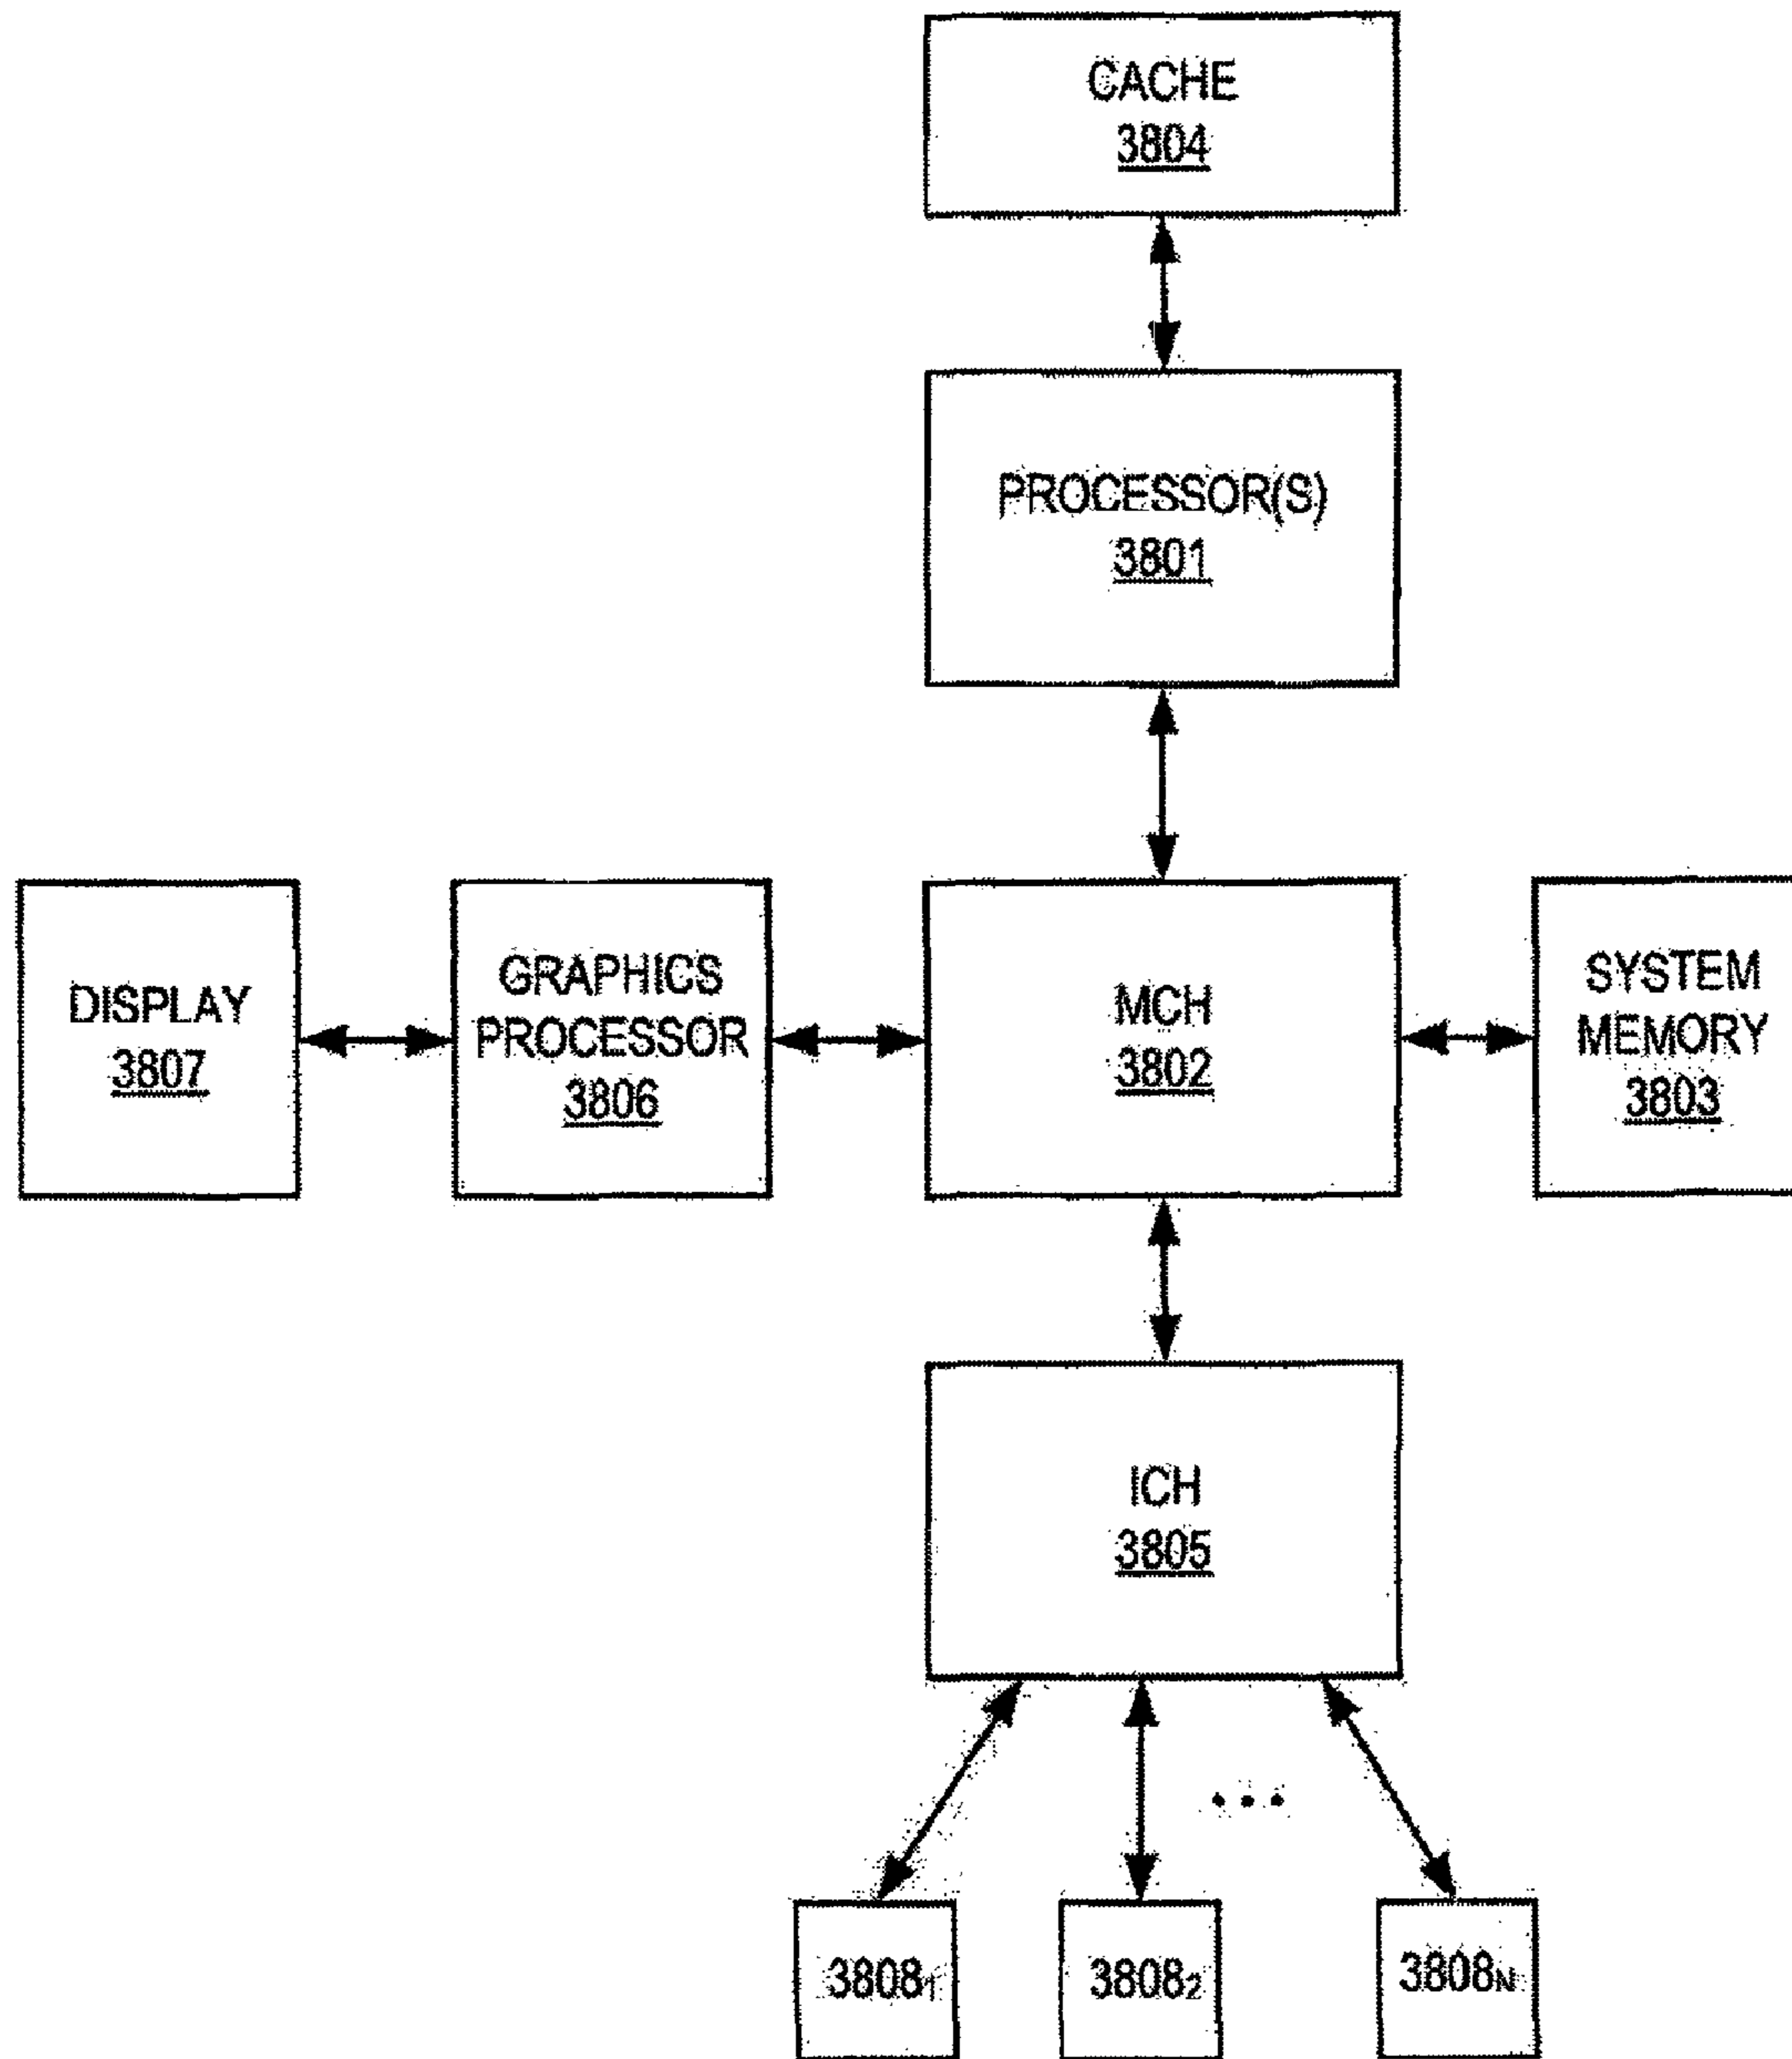 CACHE
3804
PROCESSOR(S)
3801
DISPLAY
3807
GRAPHICS
PROCESSOR
3806
MCH
3802
SYSTEM
MEMORY
3803
ICH
3805
...
3808₁
3808₂
3808N